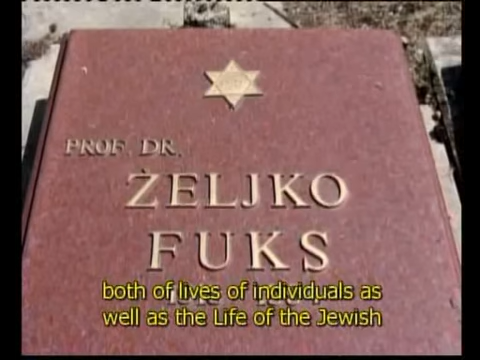 PROF. DR.
ŽELJKO
FUKS
both of lives of individuals as
well as the Life of the Jewish